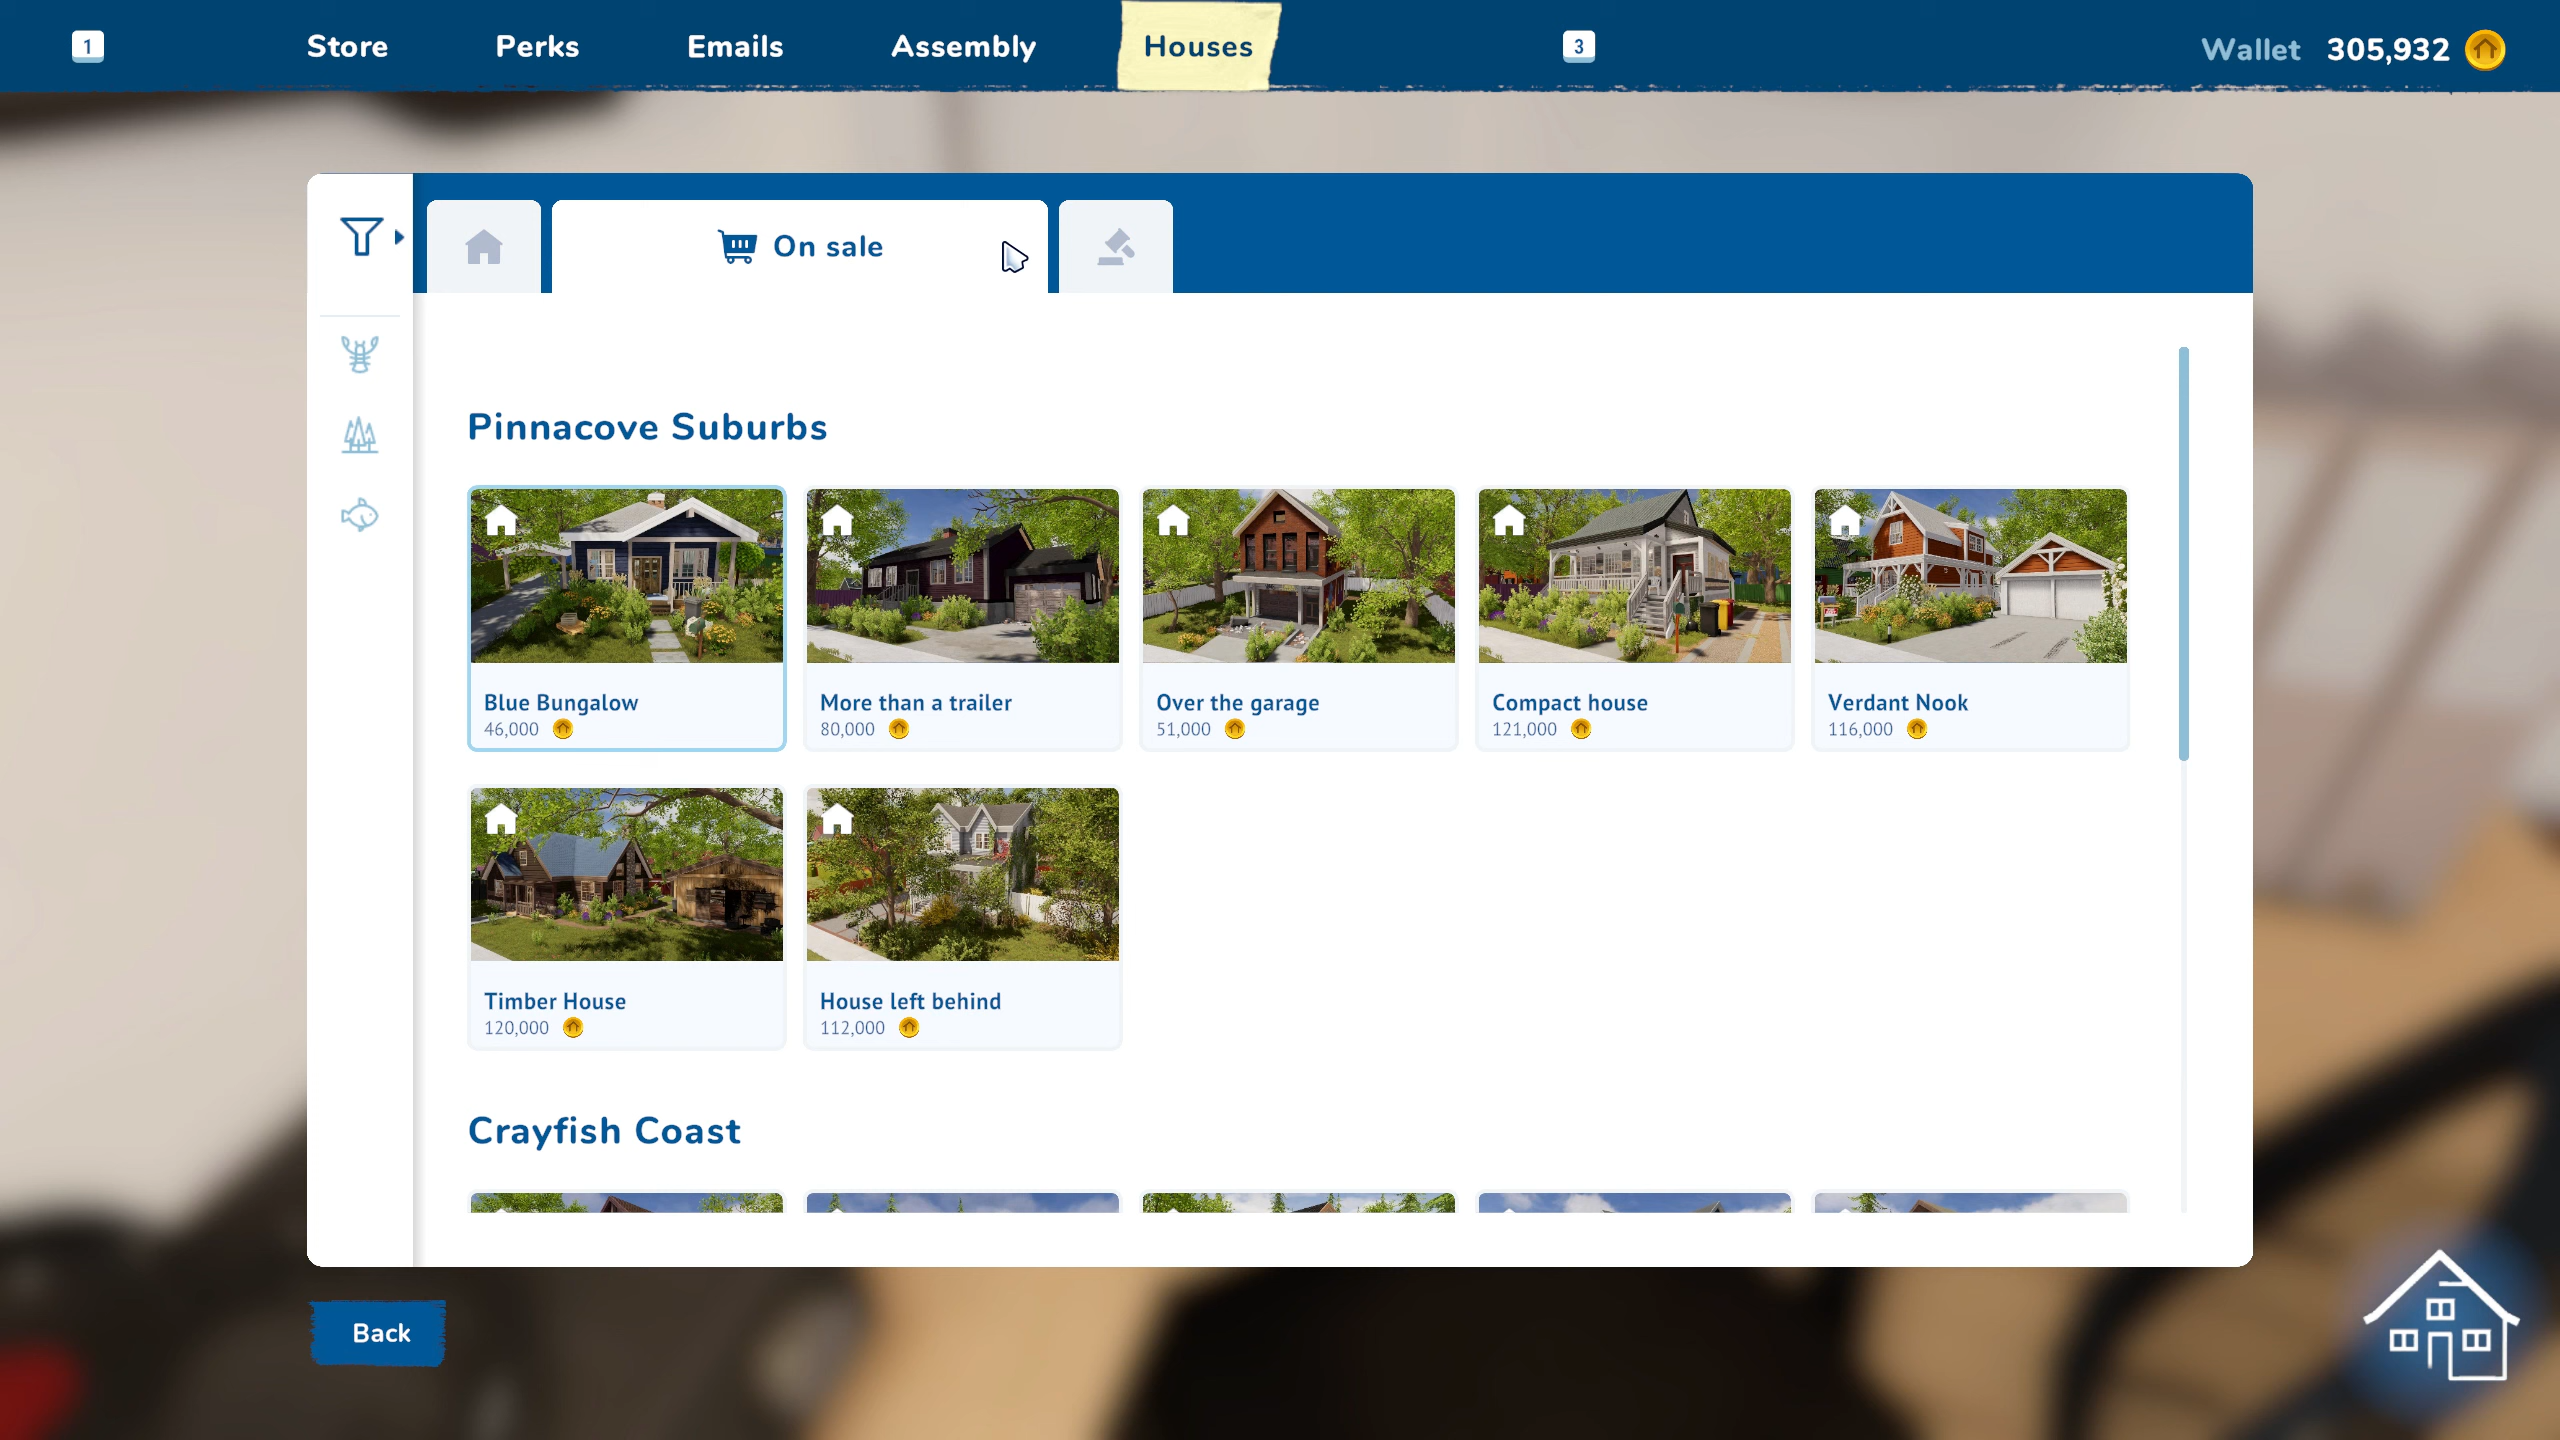 1
Store
Perks
Emails
Assembly
Houses
3
Wallet 305,932
On sale
Pinnacove Suburbs
Blue Bungalow
46,000
More than a trailer
80,000
Over the garage
51,000
Compact house
121,000
Verdant Nook
116,000
Timber House
120,000
House left behind
112,000
Crayfish Coast
Back